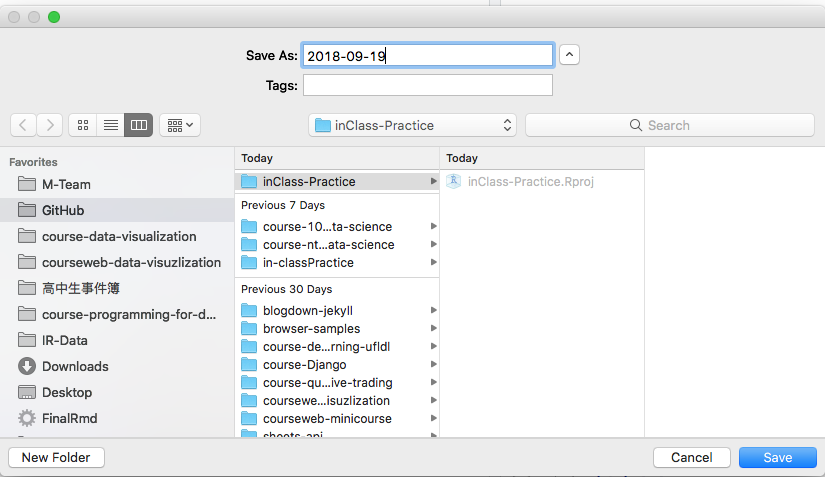 Save As: 2018-09-19
Tags:
inClass-Practice
Search
Favorites
M-Team
GitHub
course-data-visualization
courseweb-data-visuzlization
高中生事件簿
course-programming-for-d...
IR-Data
Downloads
Desktop
FinalRmd
Today
inClass-Practice
Previous 7 Days
course-10...ta-science
course-nt...ata-science
in-classPractice
Previous 30 Days
blogdown-jekyll
browser-samples
course-de...rning-ufldl
course-Django
course-qu...ive-trading
coursewe...isuzlization
courseweb-minicourse
sheets-api
Today
inClass-Practice.Rproj
New Folder
Cancel
Save